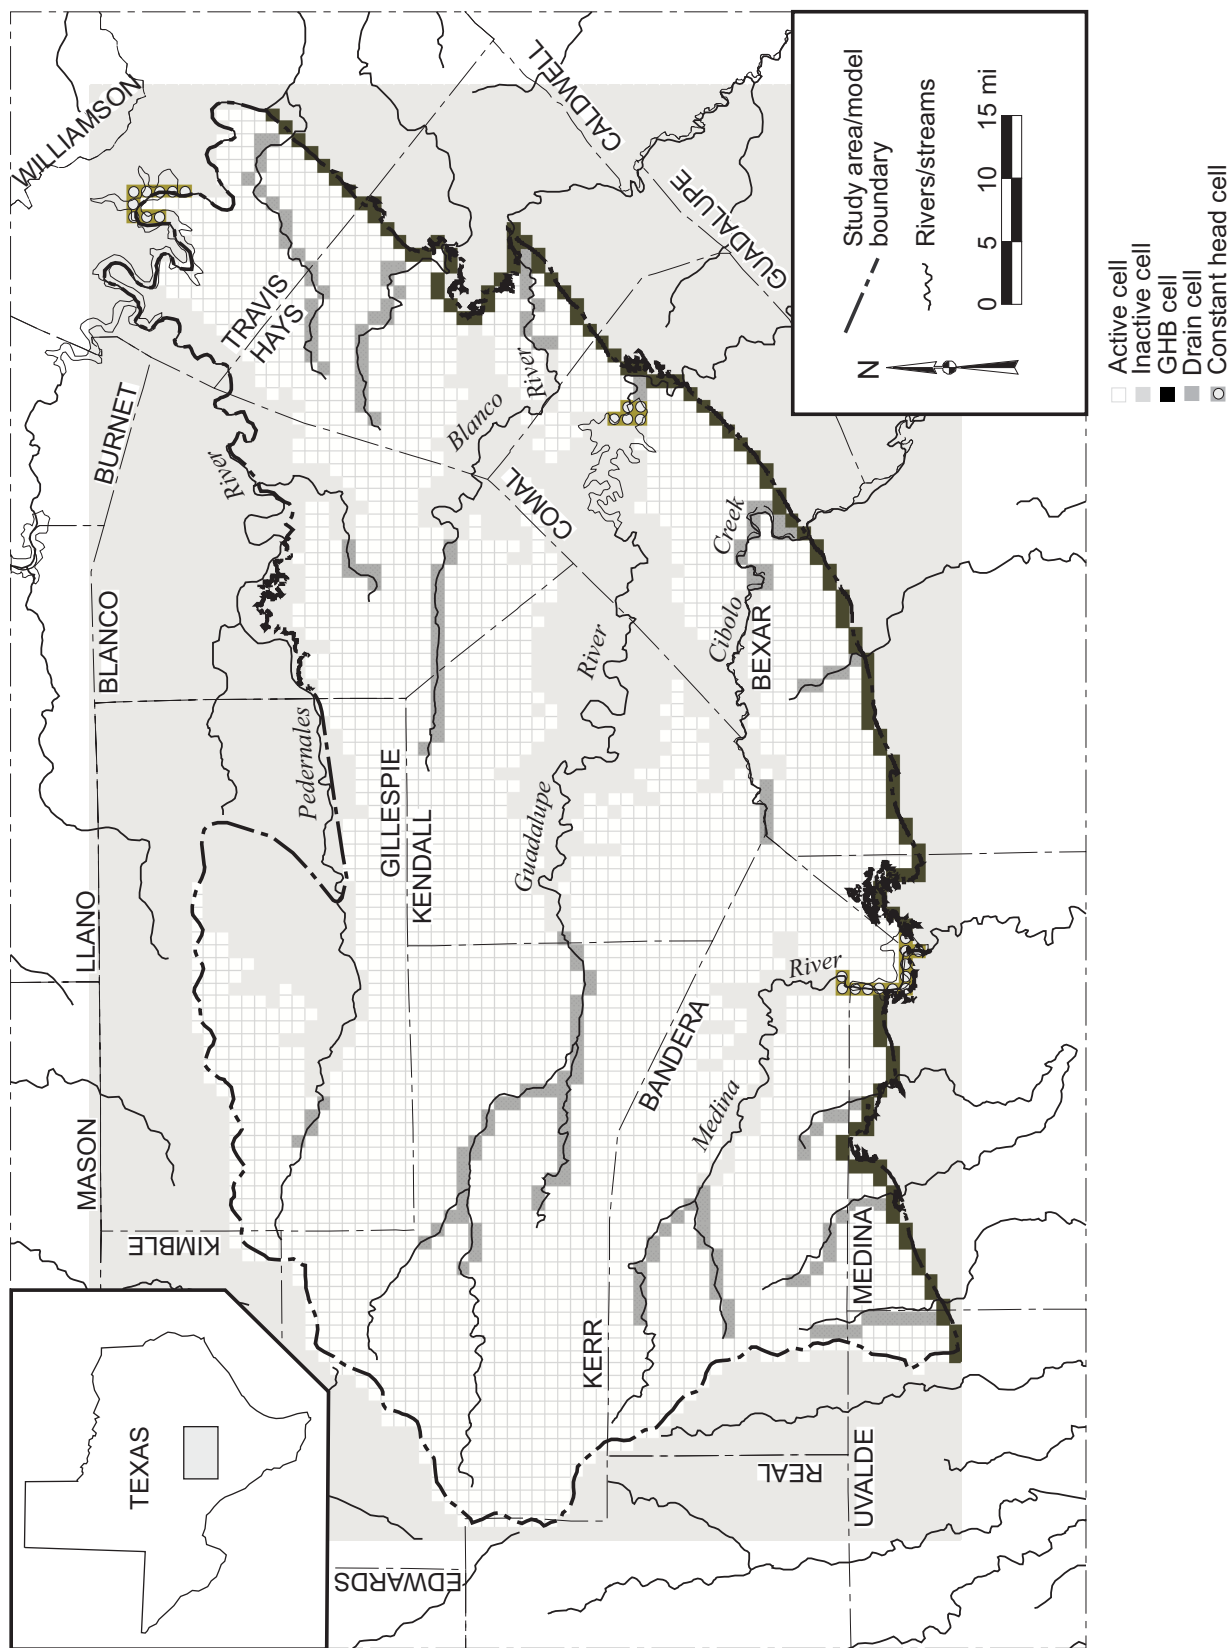 WILLIAMSON
BURNET
BLANCO
LLANO
MASON
KIMBLE
TEXAS
EDWARDS
TRAVIS
HAYS
CALDWELL
GUADALUPE
COMAL
River
Pedernales
Blanco
River
GILLESPIE
KENDALL
Guadalupe
River
Cibolo
Creek
BEXAR
BANDERA
Medina
River
KERR
MEDINA
REAL
UVALDE
N
Study area/model
boundary
Rivers/streams
0 5 10 15 mi
Active cell
Inactive cell
GHB cell
Drain cell
Constant head cell